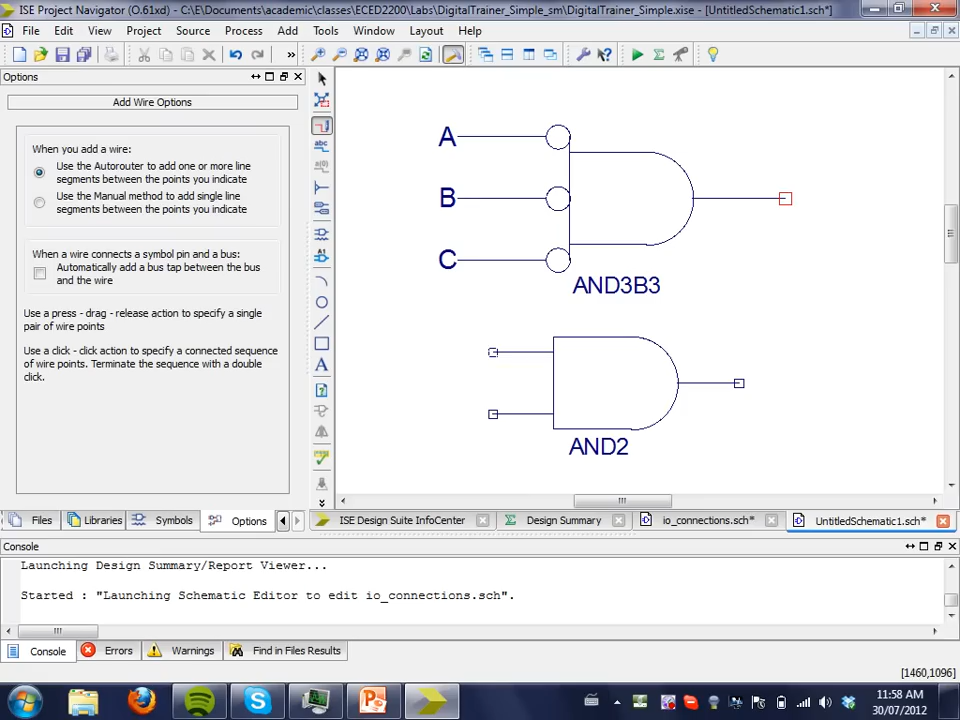 ISE Project Navigator (O.61xd) - C:\E\Documents\academic\classes\ECED2200\Labs\DigitalTrainer_Simple_sm\DigitalTrainer_Simple.xise - [UntitledSchematic1.sch*]
File Edit View Project Source Process Add Tools Window Layout Help
Options
Add Wire Options
When you add a wire:
Use the Autorouter to add one or more line
segments between the points you indicate
Use the Manual method to add single line
segments between the points you indicate
When a wire connects a symbol pin and a bus:
Automatically add a bus tap between the bus
and the wire
Use a press - drag - release action to specify a single
pair of wire points
Use a click - click action to specify a connected sequence
of wire points. Terminate the sequence with a double
click.
abc
a(0)
A1
A
A
B
C
AND3B3
AND2
Files Libraries Symbols Options
ISE Design Suite InfoCenter Design Summary io_connections.sch* UntitledSchematic1.sch*
Console
Launching Design Summary/Report Viewer...
Started : "Launching Schematic Editor to edit io_connections.sch".
Console Errors Warnings Find in Files Results
[1460,1096]
11:58 AM
30/07/2012